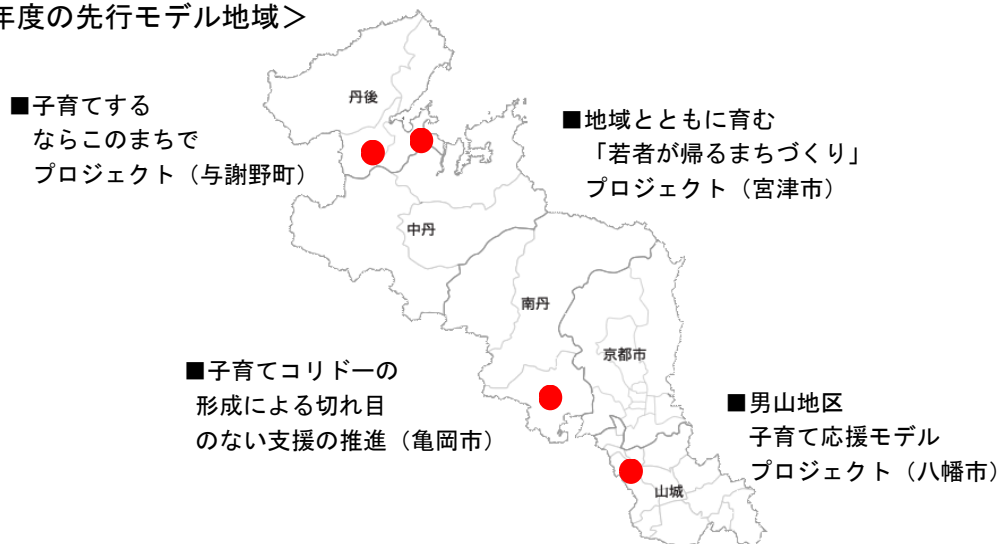 年度の先行モデル地域＞
■子育てする
ならこのまちで
プロジェクト（与謝野町）
■地域とともに育む
「若者が帰るまちづくり」
プロジェクト（宮津市）
丹後
中丹
南丹
京都市
山城
■子育てコリドーの
形成による切れ目
のない支援の推進（亀岡市）
■男山地区
子育て応援モデル
プロジェクト（八幡市）